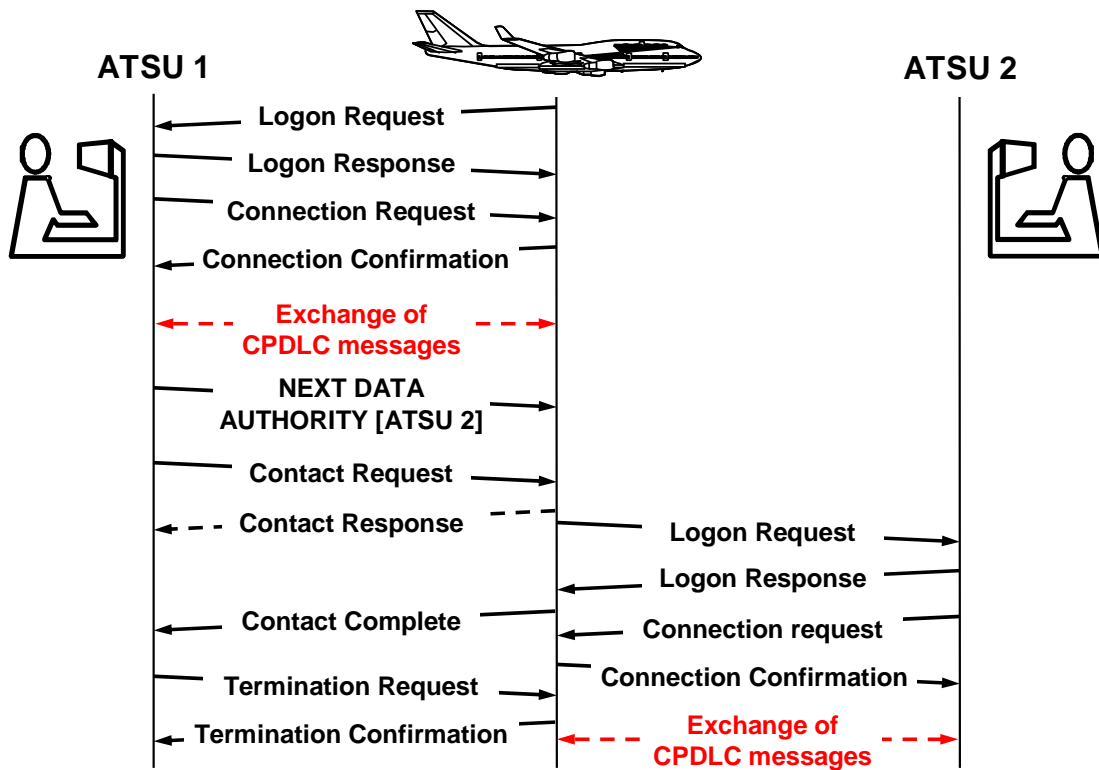 ATSU 1
ATSU 2
Logon Request
Logon Response
Connection Request
Connection Confirmation
Exchange of
CPDLC messages
NEXT DATA
AUTHORITY [ATSU 2]
Contact Request
Contact Response
Logon Request
Logon Response
Contact Complete
Connection request
Connection Confirmation
Termination Request
Termination Confirmation
Exchange of
CPDLC messages